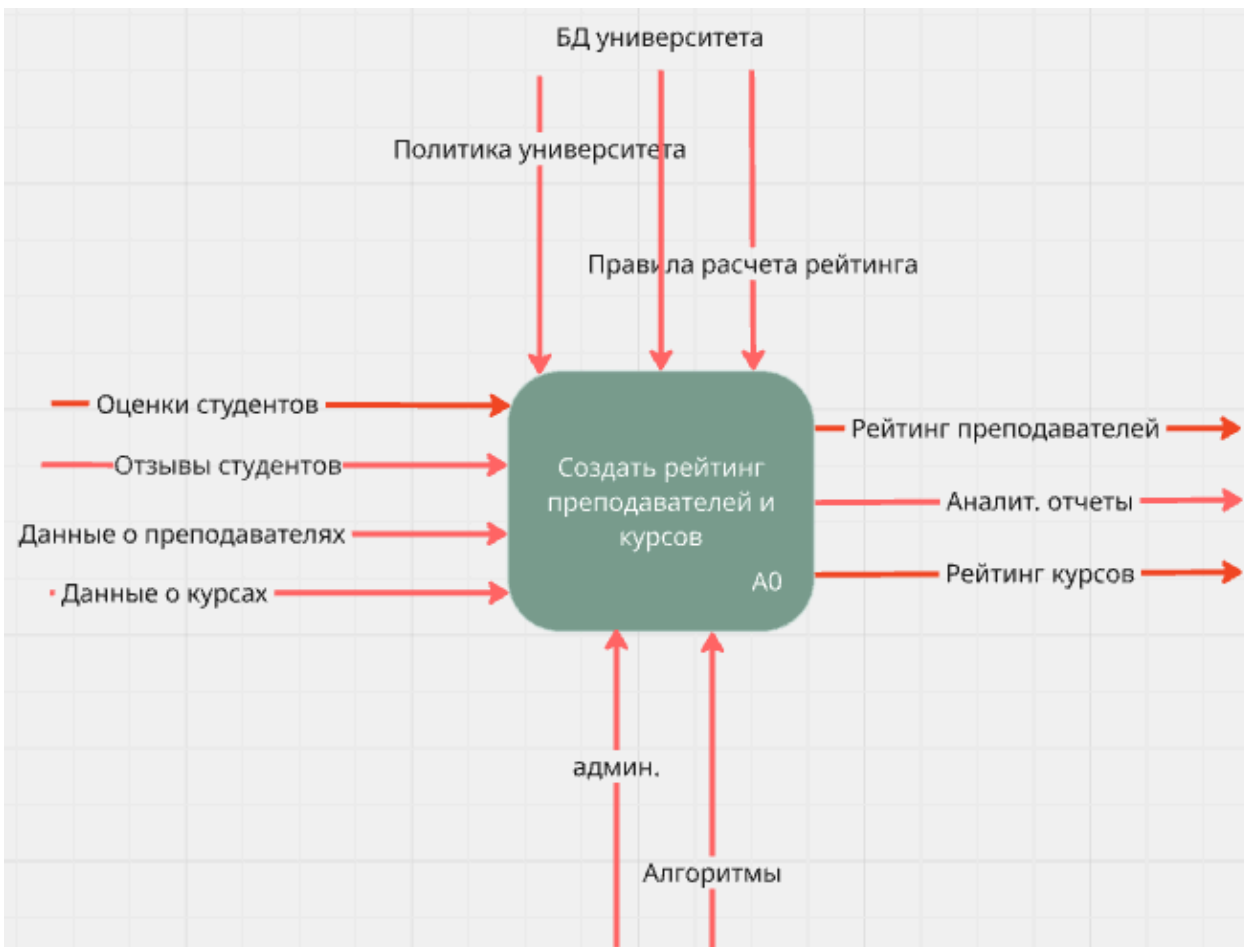 БД университета
Политика университета
Правила расчета рейтинга
Оценки студентов
Отзывы студентов
Данные о преподавателях
Данные о курсах
Создать рейтинг
преподавателей и
курсов
А0
Рейтинг преподавателей
Аналит. отчеты
Рейтинг курсов
админ.
Алгоритмы